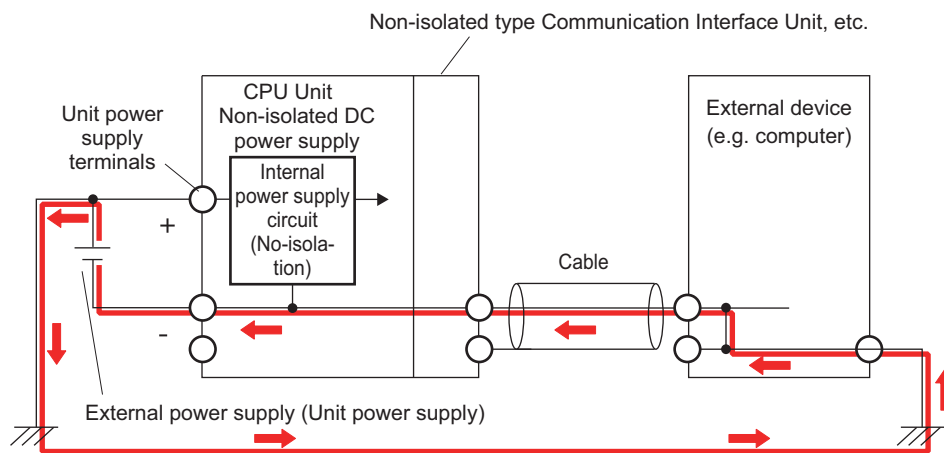 Non-isolated type Communication Interface Unit, etc.
Unit power
supply
terminals
CPU Unit
Non-isolated DC
power supply
Internal
power supply
circuit
(No-isola-
tion)
External device
(e.g. computer)
+
-
Cable
External power supply (Unit power supply)